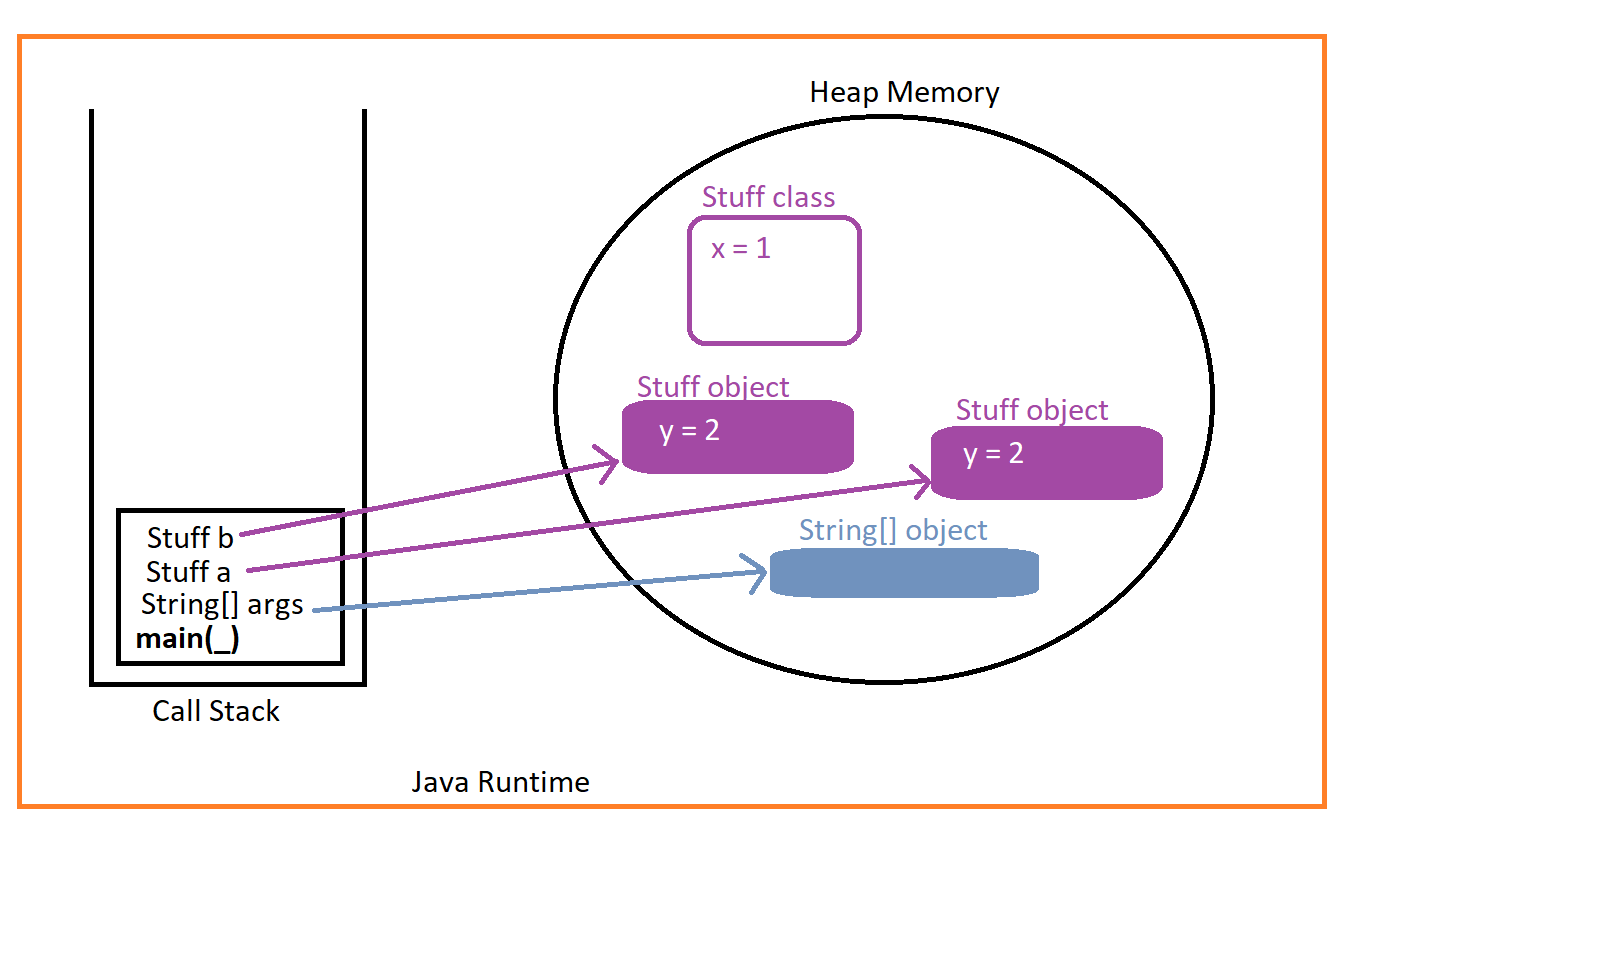 Heap Memory
Stuff class
x = 1
Stuff object
y = 2
Stuff object
y = 2
String[] object
Stuff b
Stuff a
String[] args
main(_)
Call Stack
Java Runtime